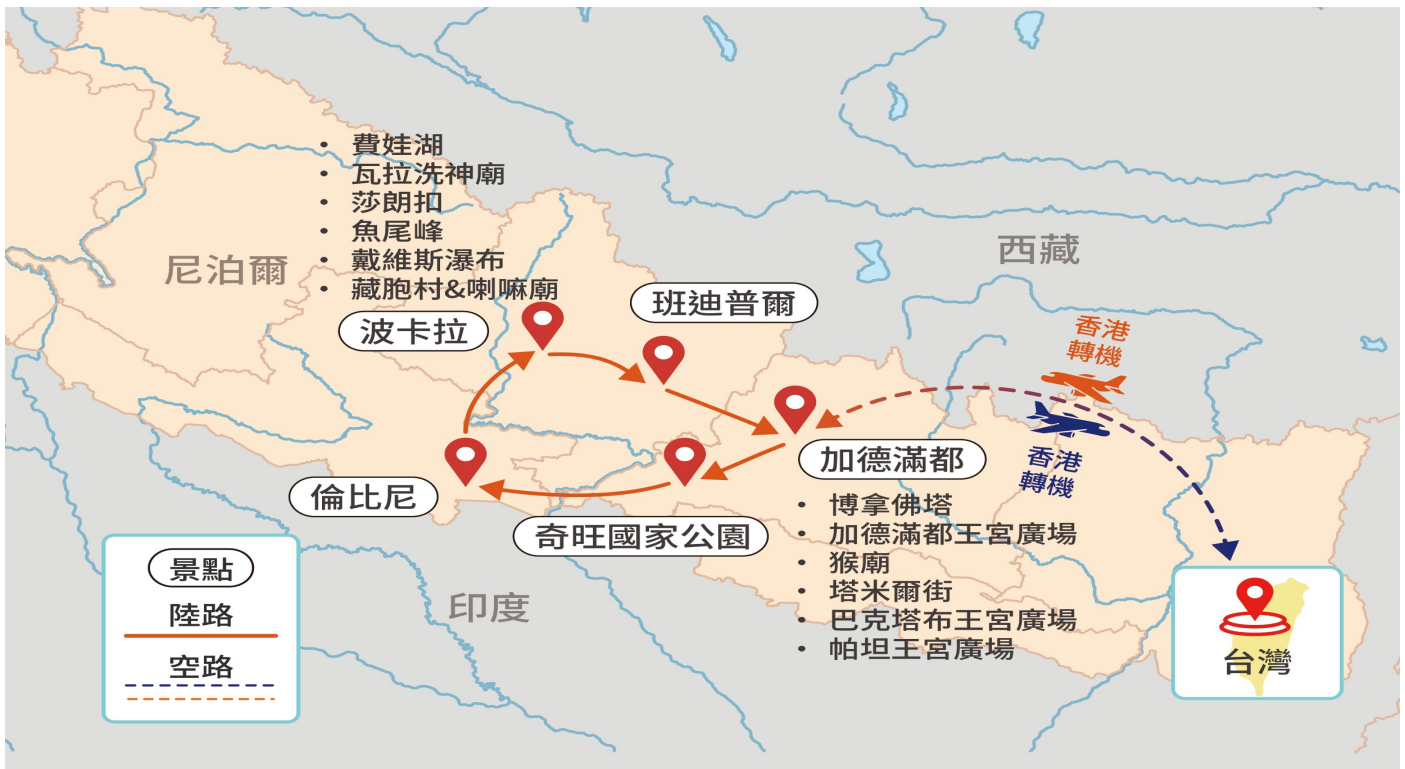 • 費娃湖
• 瓦拉洗神廟
• 莎朗扣
• 魚尾峰
• 戴維斯瀑布
• 藏胞村&喇嘛廟
尼泊爾
西藏
班迪普爾
波卡拉
香港
轉機
加德滿都
香港
轉機
倫比尼
奇旺國家公園
• 博拿佛塔
• 加德滿都王宮廣場
• 猴廟
• 塔米爾街
• 巴克塔布王宮廣場
• 帕坦王宮廣場
印度
景點
陸路
空路
台灣